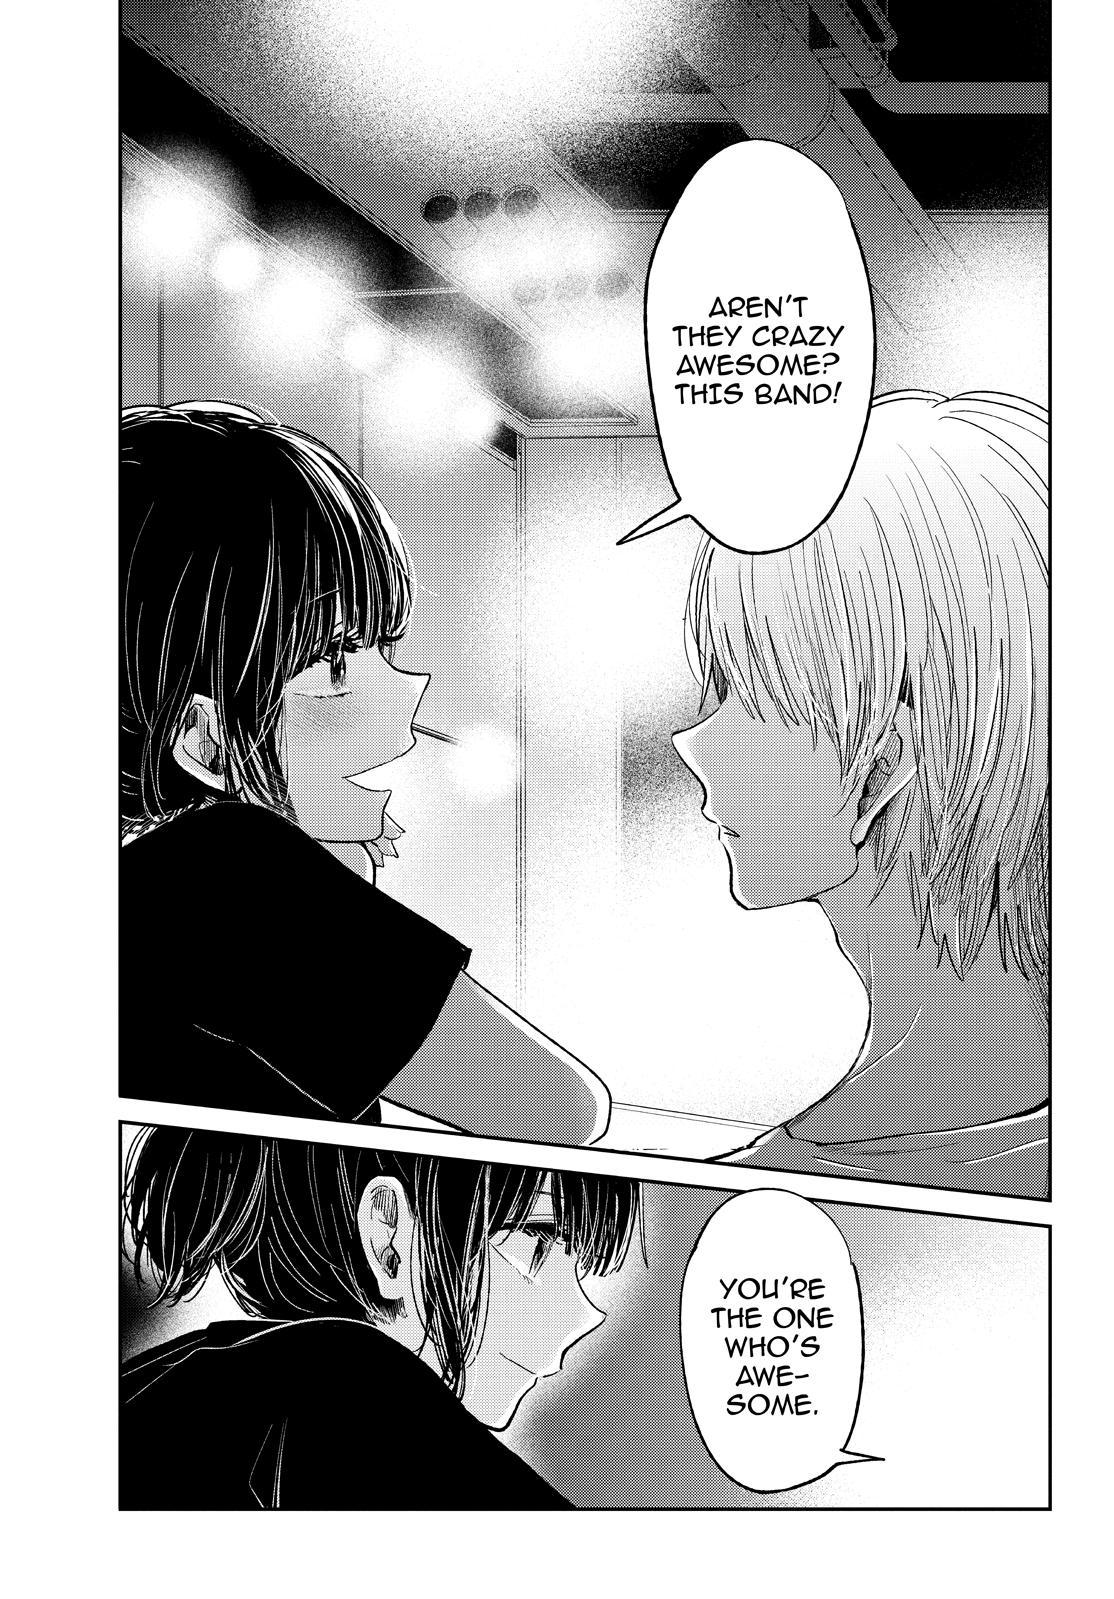 AREN'T
THEY CRAZY
AWESOME?
THIS BAND!
YOU'RE
THE ONE
WHO'S
AWE-
SOME.